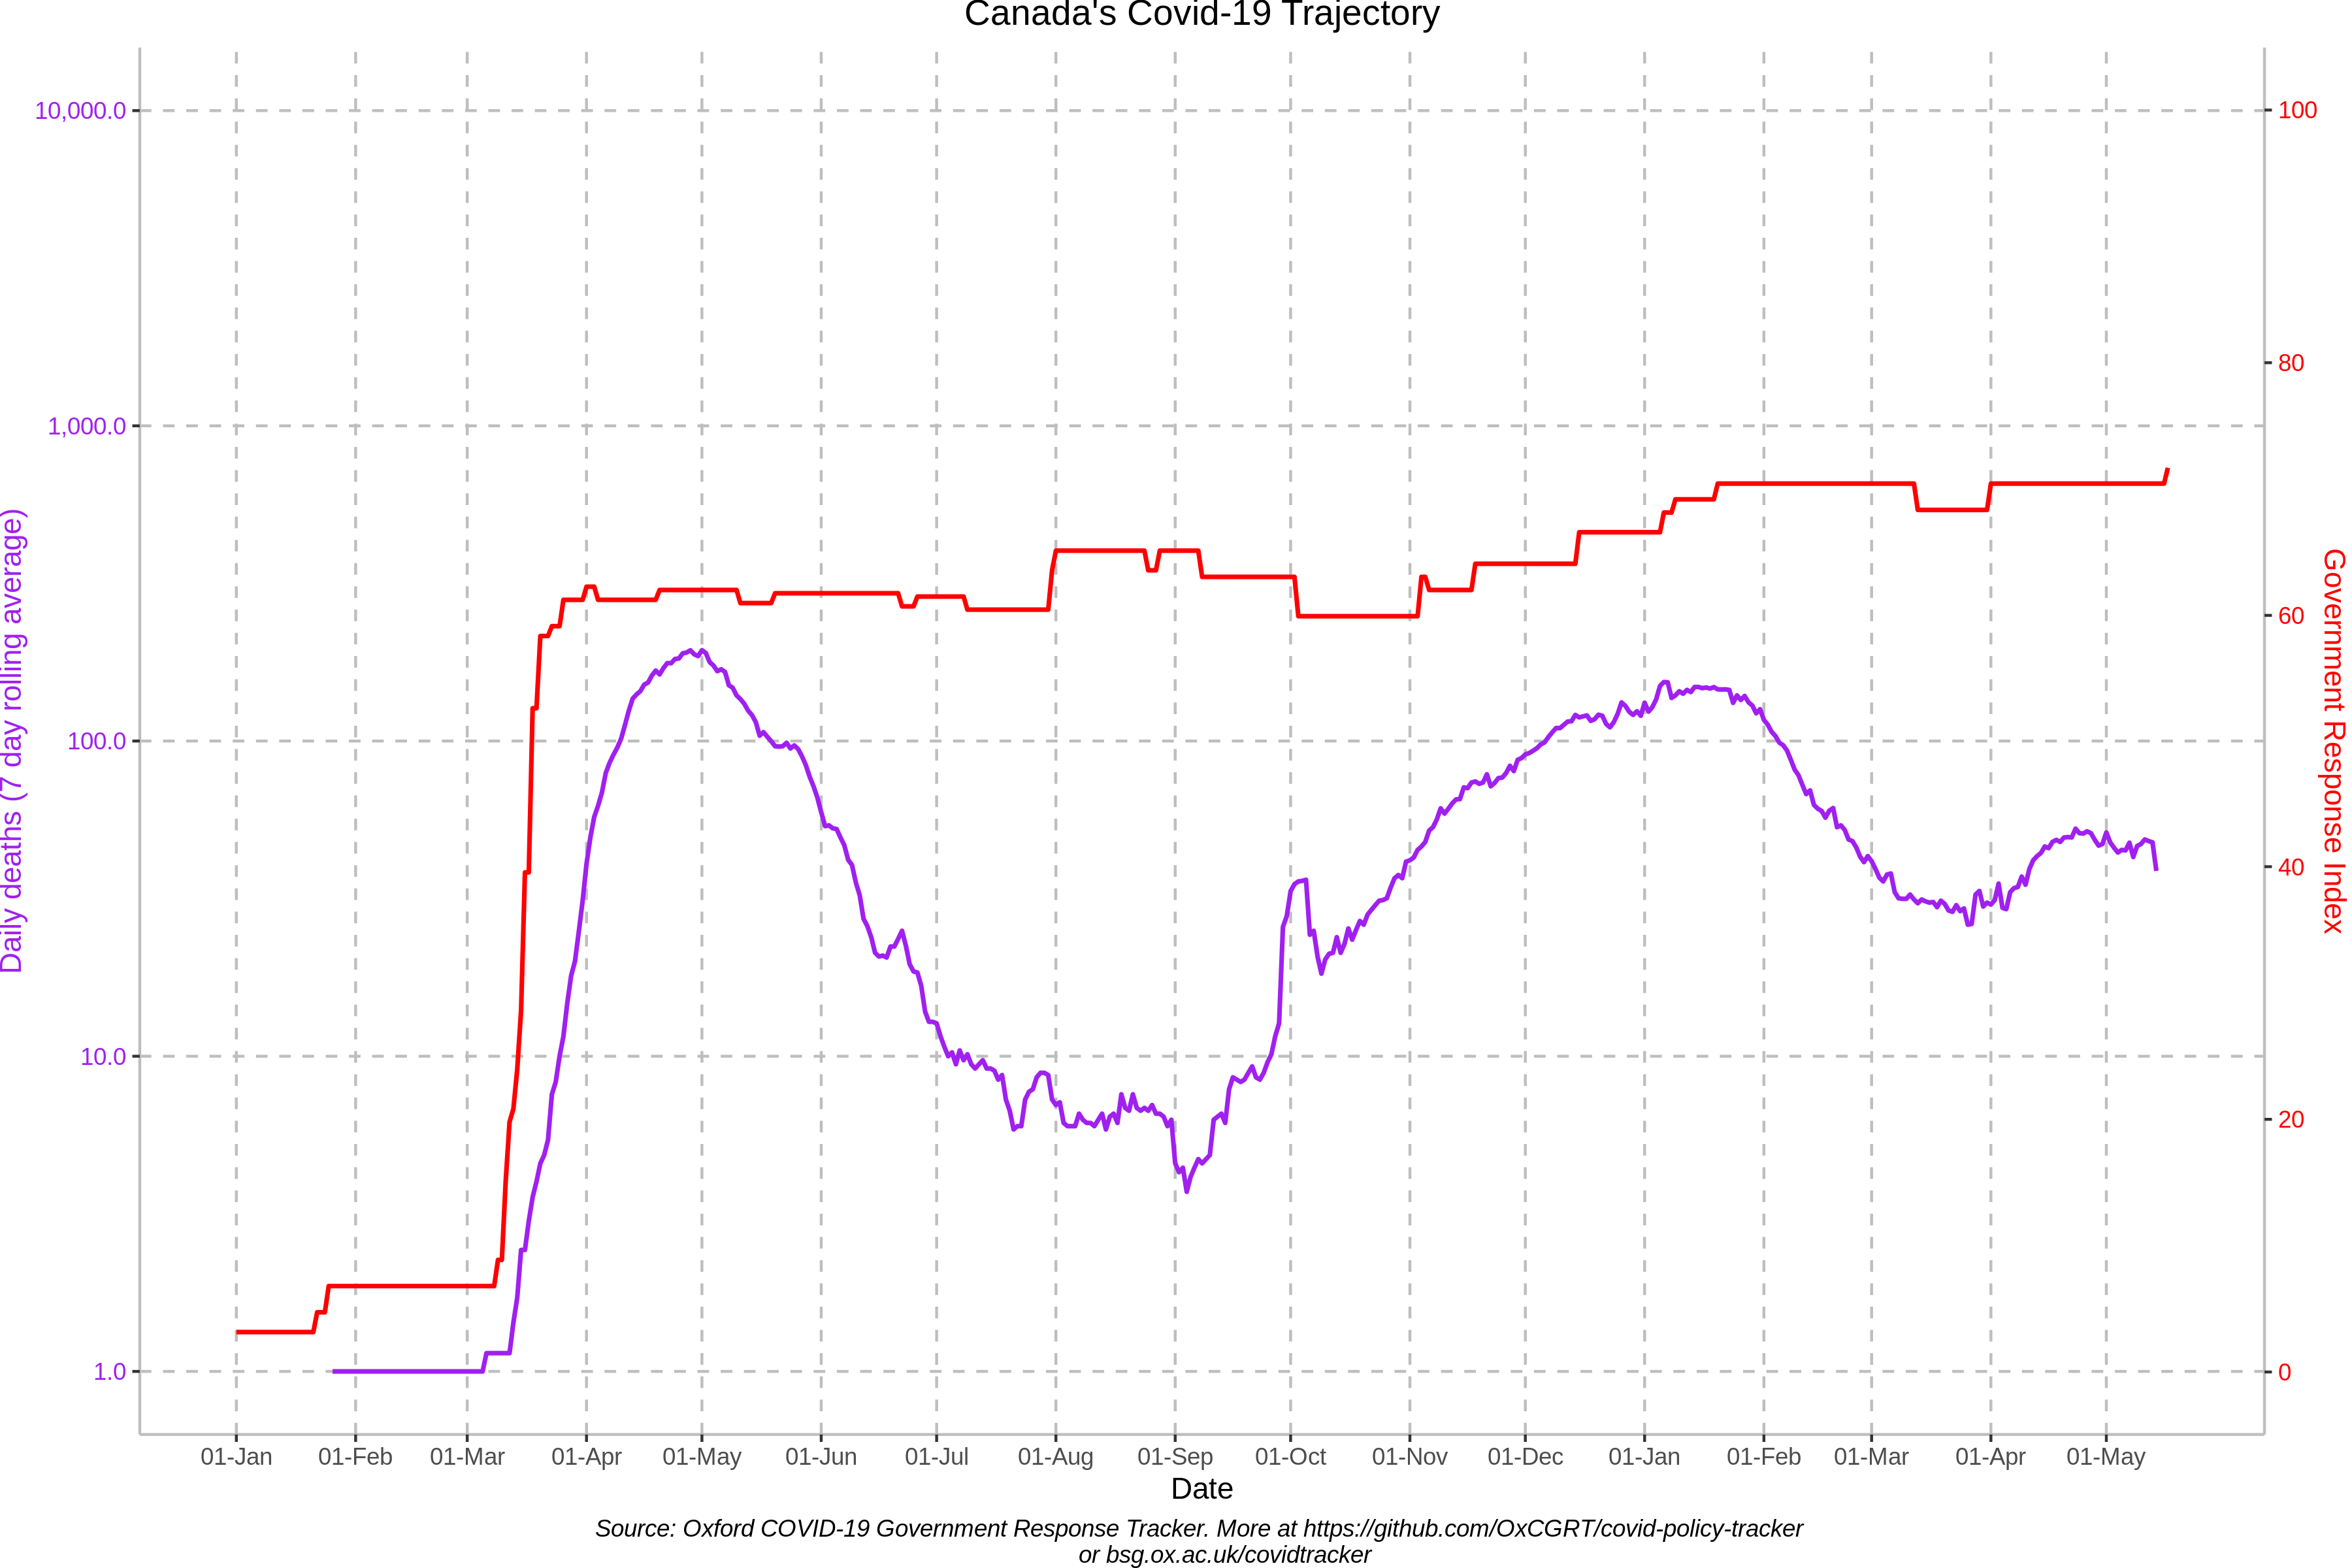 Canada's Covid-19 Trajectory
10,000.0
1,000.0
100.0
10.0
1.0
Daily deaths (7 day rolling average)
100
80
60
40
20
0
Government Response Index
01-Jan 01-Feb 01-Mar 01-Apr 01-May 01-Jun 01-Jul 01-Aug 01-Sep 01-Oct 01-Nov 01-Dec 01-Jan 01-Feb 01-Mar 01-Apr 01-May
Date
Source: Oxford COVID-19 Government Response Tracker. More at https://github.com/OxCGRT/covid-policy-tracker
or bsg.ox.ac.uk/covidtracker